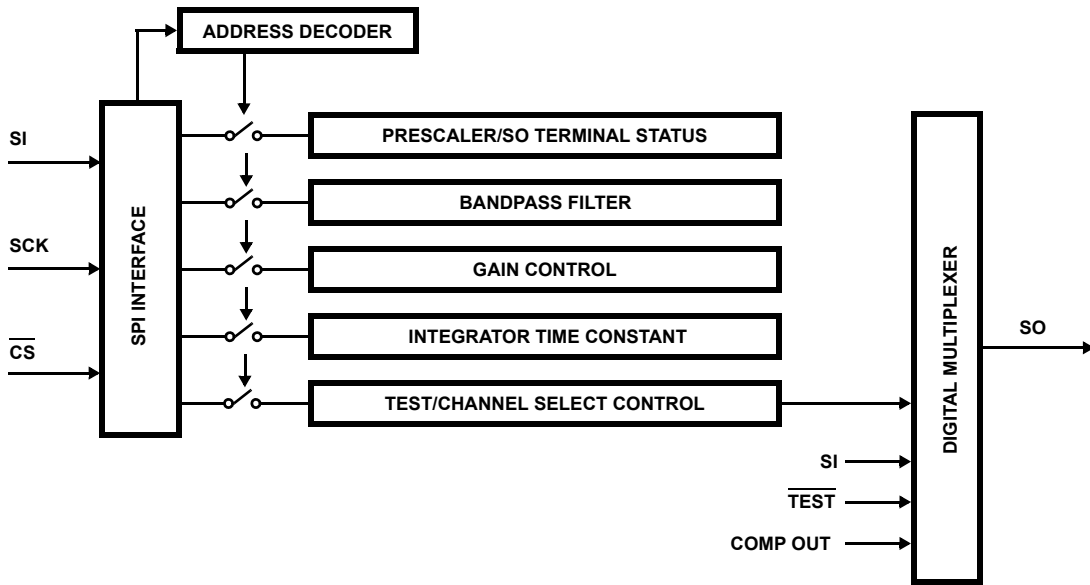 ADDRESS DECODER
SI
SCK
CS
SPI INTERFACE
PRESCALER/SO TERMINAL STATUS
BANDPASS FILTER
GAIN CONTROL
INTEGRATOR TIME CONSTANT
TEST/CHANNEL SELECT CONTROL
SI
TEST
COMP OUT
DIGITAL MULTIPLEXER
SO